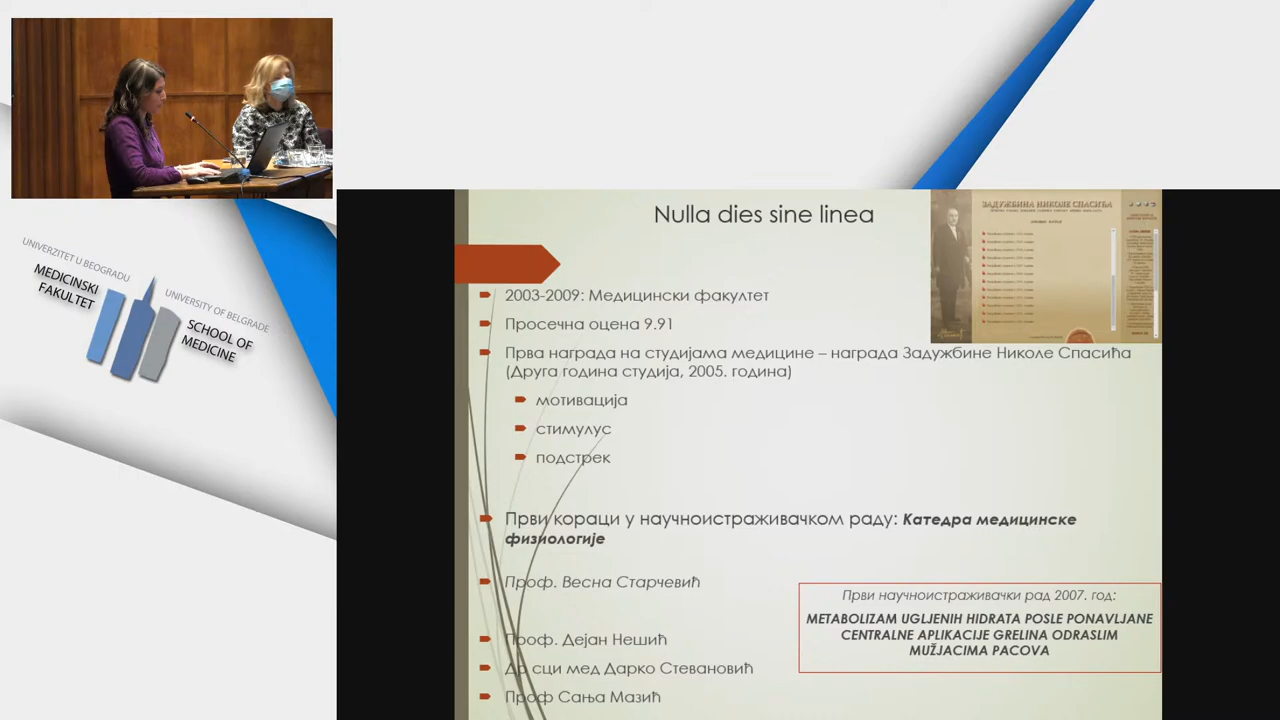 UNIVERZITET U BEOGRADU
MEDICINSKI
FAKULTET
UNIVERSITY OF BELGRADE
SCHOOL OF
MEDICINE
Nulla dies sine linea
ЗАДУЖБИНА НИКОЛЕ СПАСИЋА
2003-2009: Медицински факултет
Просечна оцена 9.91
Прва награда на студијама медицине – награда Задужбине Николе Спасића
(Друга година студија, 2005. година)
мотивација
стимулус
подстрек
Први кораци у научноистраживачком раду: Катедра медицинске
физиологије
Проф. Весна Старчевић
Проф. Дејан Нешић
Др сци мед Дарко Стевановић
Проф Сања Мазић
Први научноистраживачки рад 2007. год:
METABOLIZAM UGLJENIH HIDRATA POSLE PONAVLJANE
CENTRALNE APLIKACIJE GRELINA ODRASLIM
MUŽJACIMA PACOVA